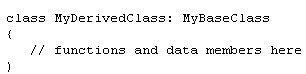 class MyDerivedClass: MyBaseClass
{
// functions and data members here
}